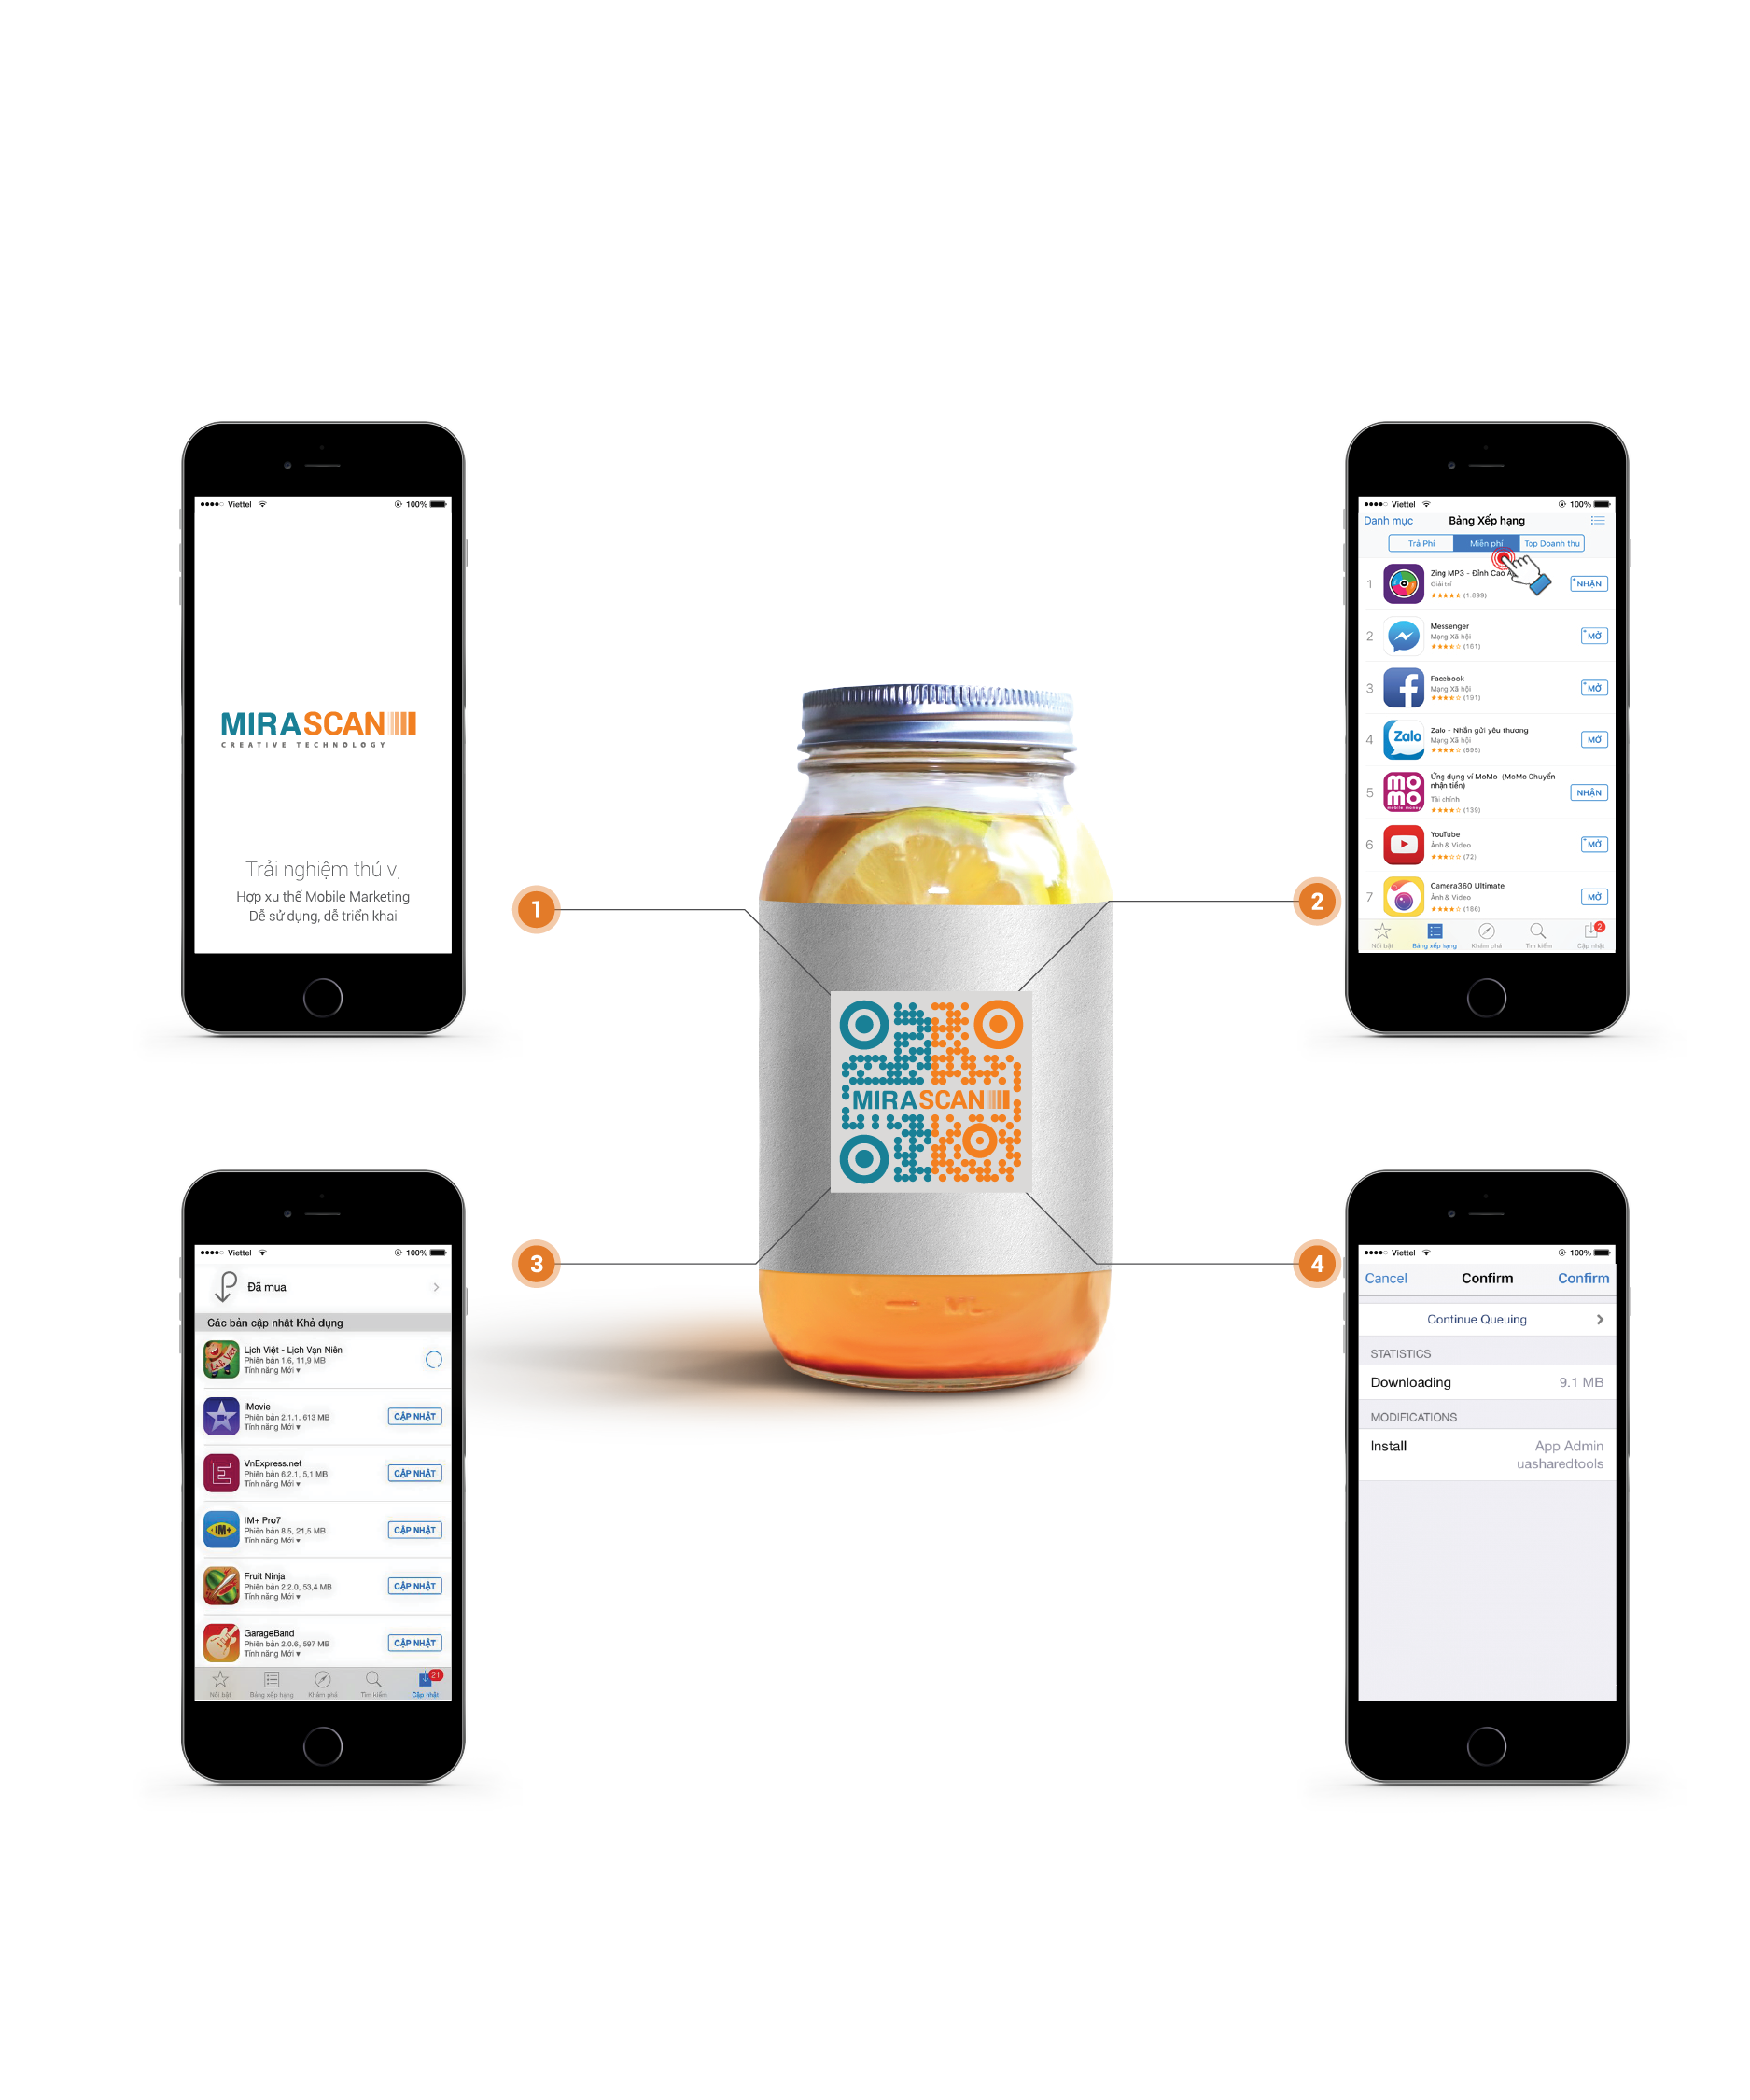 Viettel
100%
MIRASCAN
CREATIVE TECHNOLOGY
Trải nghiệm thú vị
Hợp xu thế Mobile Marketing
Dễ sử dụng, dễ triển khai
1
Viettel
100%
Danh mục
Bảng Xếp hạng
Trả Phí
Miễn phí
Top Doanh thu
1
Zing MP3 - Đỉnh Cao
Giải trí
(1.899)
NHẬN
2
Messenger
Mạng Xã hội
(161)
MỞ
3
Facebook
Mạng Xã hội
(191)
MỞ
4
Zalo
Zalo - Nhắn gửi yêu thương
Mạng Xã hội
(595)
MỞ
5
mo
mo
mobile money
Ứng dụng ví MoMo (MoMo Chuyển
nhận tiền)
Tài chính
(139)
NHẬN
6
YouTube
Ảnh & Video
(72)
MỞ
7
Camera360 Ultimate
Ảnh & Video
(186)
MỞ
2
Nổi bật
Bảng xếp hạng
Khám phá
Tìm kiếm
Cập nhật
2
MIRASCAN
3
Viettel
100%
Đã mua
Các bản cập nhật Khả dụng
Lịch Việt - Lịch Vạn Niên
Phiên bản 1.6, 11,9 MB
Tính năng Mới ▾
iMovie
Phiên bản 2.1.1, 613 MB
Tính năng Mới ▾
CẬP NHẬT
E
VnExpress.net
Phiên bản 6.2.1, 5,1 MB
Tính năng Mới ▾
CẬP NHẬT
IM+
IM+ Pro7
Phiên bản 8.5, 21,5 MB
Tính năng Mới ▾
CẬP NHẬT
Fruit Ninja
Phiên bản 2.2.0, 53,4 MB
Tính năng Mới ▾
CẬP NHẬT
GarageBand
Phiên bản 2.0.6, 597 MB
Tính năng Mới ▾
CẬP NHẬT
21
Nổi bật
Bảng xếp hạng
Khám phá
Tìm kiếm
Cập nhật
4
Viettel
100%
Cancel
Confirm
Confirm
Continue Queuing
STATISTICS
Downloading
9.1 MB
MODIFICATIONS
Install
App Admin
uasharedtools